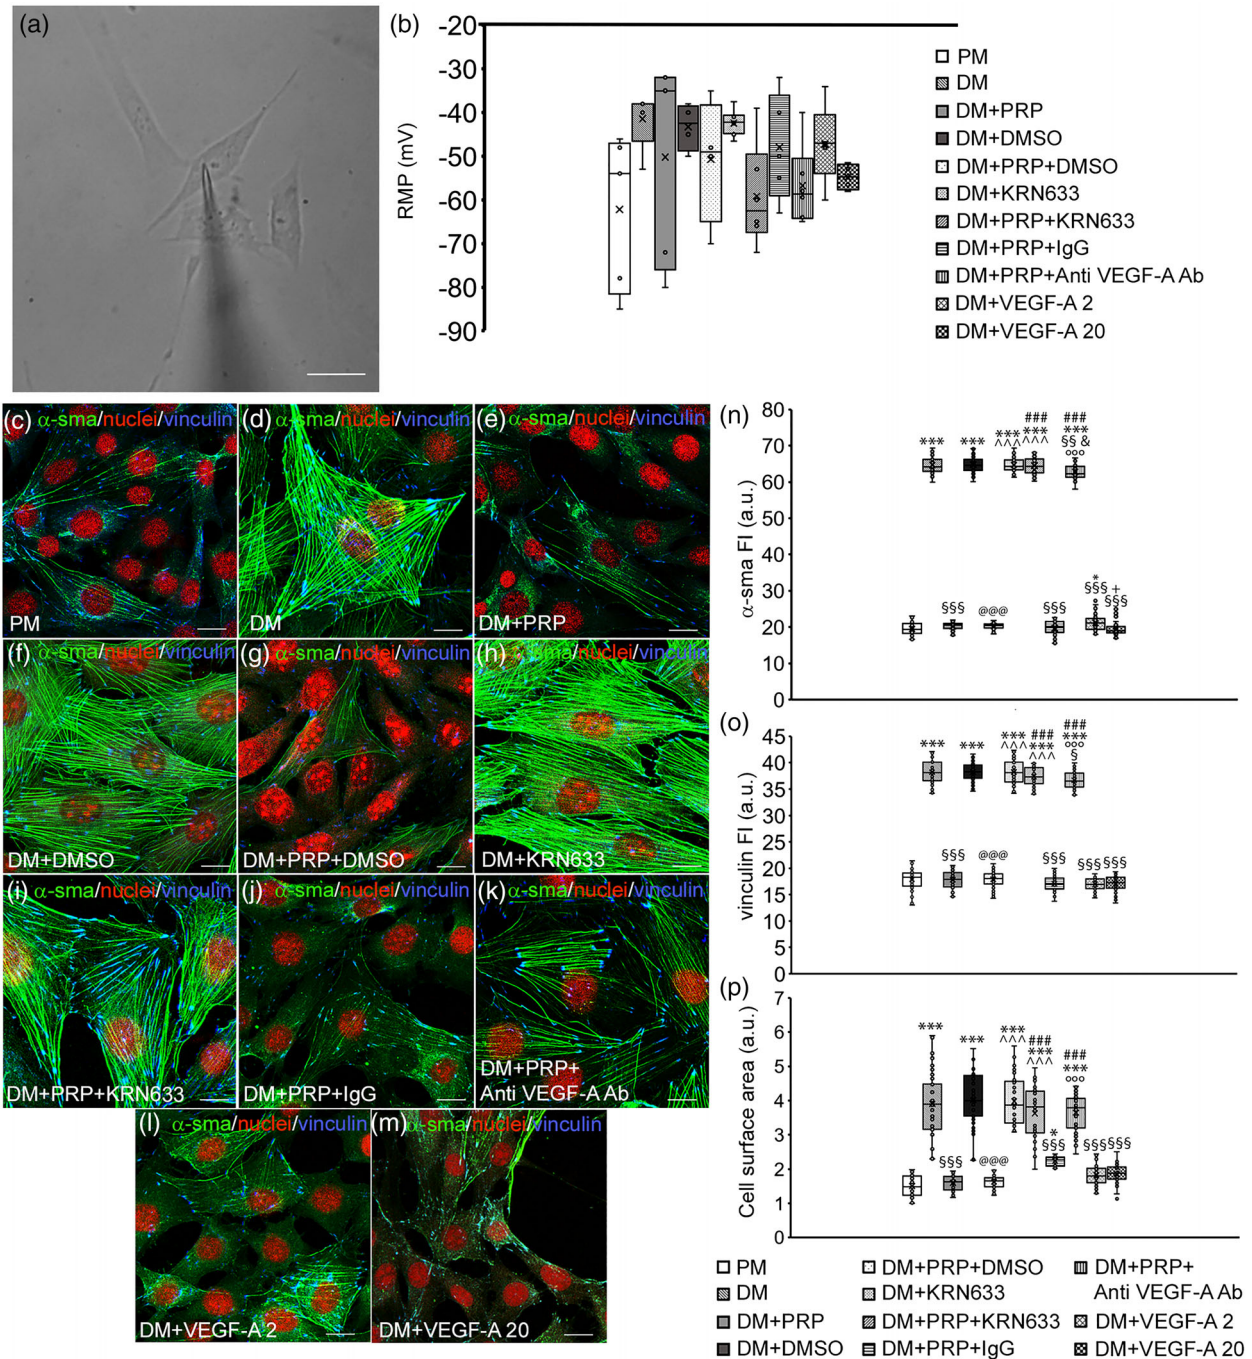 (a)
(b)
-20
-30
-40
-50
-60
-70
-80
-90
RMP (mV)
PM
DM
DM+PRP
DM+DMSO
DM+PRP+DMSO
DM+KRN633
DM+PRP+KRN633
DM+PRP+IgG
DM+PRP+Anti VEGF-A Ab
DM+VEGF-A 2
DM+VEGF-A 20
(c) α-sma/nuclei/vinculin
PM
(d) α-sma/nuclei/vinculin
DM
(e) α-sma/nuclei/vinculin
DM+PRP
(f) α-sma/nuclei/vinculin
DM+DMSO
(g) α-sma/nuclei/vinculin
DM+PRP+DMSO
(h) α-sma/nuclei/vinculin
DM+KRN633
(i) α-sma/nuclei/vinculin
DM+PRP+KRN633
(j) α-sma/nuclei/vinculin
DM+PRP+IgG
(k) α-sma/nuclei/vinculin
DM+PRP+
Anti VEGF-A Ab
(l) α-sma/nuclei/vinculin
DM+VEGF-A 2
(m) α-sma/nuclei/vinculin
DM+VEGF-A 20
(n)
80
70
60
50
40
30
20
10
0
α-sma FI (a.u.)
### ###
*** *** *** *** ***
^^^ ^^^ §§ &
°°°
*
§§§ @@@ §§§ §§§ +
§§§
(o)
45
40
35
30
25
20
15
10
5
0
vinculin FI (a.u.)
###
*** *** *** ### ***
^^^ *** °°°
^^^ §
§§§ @@@ §§§ §§§ §§§
(p)
7
6
5
4
3
2
1
0
Cell surface area (a.u.)
*** *** ***
^^^ ### ###
*** ***
^^^ °°°
*
§§§ @@@ §§§ §§§ §§§
PM
DM
DM+PRP
DM+DMSO
DM+PRP+DMSO
DM+KRN633
DM+PRP+KRN633
DM+PRP+IgG
DM+PRP+
Anti VEGF-A Ab
DM+VEGF-A 2
DM+VEGF-A 20